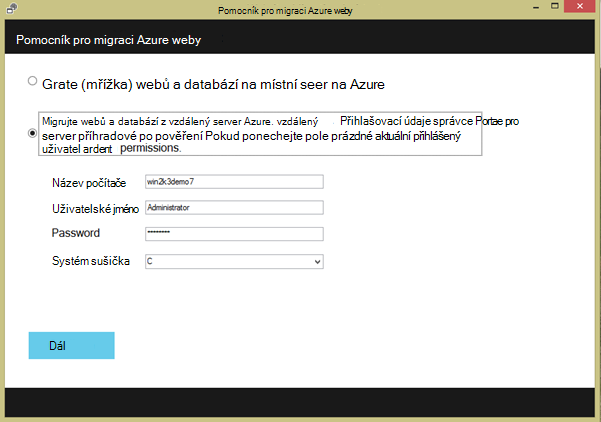 Pomocník pro migraci Azure weby
Pomocník pro migraci Azure weby
Grate (mřížka) webů a databází na místní seer na Azure
Migrujte webů a databází z vzdálený server Azure. vzdálený Přihlašovací údaje správce Portae pro
server příhradové po pověření Pokud ponechejte pole prázdné aktuální přihlášený
uživatel ardent permissions.
Název počítače win2k3demo7
Uživatelské jméno Administrator
Password ********
Systém sušička C
Dál